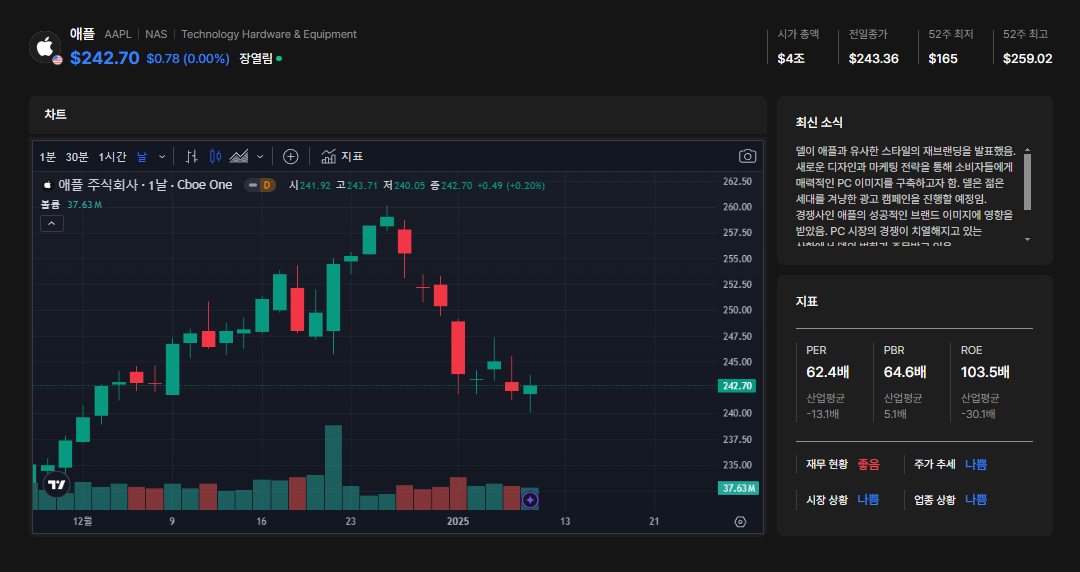 애플 AAPL NAS Technology Hardware & Equipment
$242.70 $0.78 (0.00%) 장열림
시가 총액 전일종가 52주 최저 52주 최고
$4조 $243.36 $165 $259.02
차트
1분 30분 1시간 날 지표
애플 주식회사 · 1날 · Cboe One D 시241.92 고243.71 저240.05 종242.70 +0.49 (+0.20%)
볼륨 37.63M
262.50
260.00
257.50
255.00
252.50
250.00
247.50
245.00
242.70
240.00
237.50
235.00
37.63M
12월 9 16 23 2025 13 21
최신 소식
델이 애플과 유사한 스타일의 재브랜딩을 발표했음.
새로운 디자인과 마케팅 전략을 통해 소비자들에게
매력적인 PC 이미지를 구축하고자 함. 델은 젊은
세대를 겨냥한 광고 캠페인을 진행할 예정임.
경쟁사인 애플의 성공적인 브랜드 이미지에 영향을
받았음. PC 시장의 경쟁이 치열해지고 있는
지표
PER PBR ROE
62.4배 64.6배 103.5배
산업평균 산업평균 산업평균
-13.1배 5.1배 -30.1배
재무 현황 좋음 주가 추세 나쁨
시장 상황 나쁨 업종 상황 나쁨